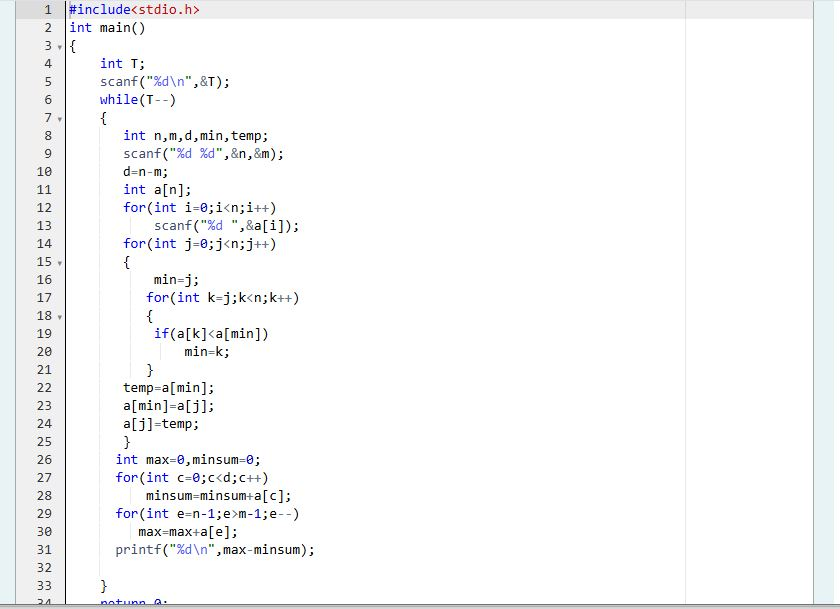 1 #include<stdio.h>
2 int main()
3 {
4 int T;
5 scanf("%d\n",&T);
6 while(T--)
7 {
8 int n,m,d,min,temp;
9 scanf("%d %d",&n,&m);
10 d=n-m;
11 int a[n];
12 for(int i=0;i<n;i++)
13 scanf("%d ",&a[i]);
14 for(int j=0;j<n;j++)
15 {
16 min=j;
17 for(int k=j;k<n;k++)
18 {
19 if(a[k]<a[min])
20 min=k;
21 }
22 temp=a[min];
23 a[min]=a[j];
24 a[j]=temp;
25 }
26 int max=0,minsum=0;
27 for(int c=0;c<d;c++)
28 minsum=minsum+a[c];
29 for(int e=n-1;e>m-1;e--)
30 max=max+a[e];
31 printf("%d\n",max-minsum);
32
33 }
34 return 0;